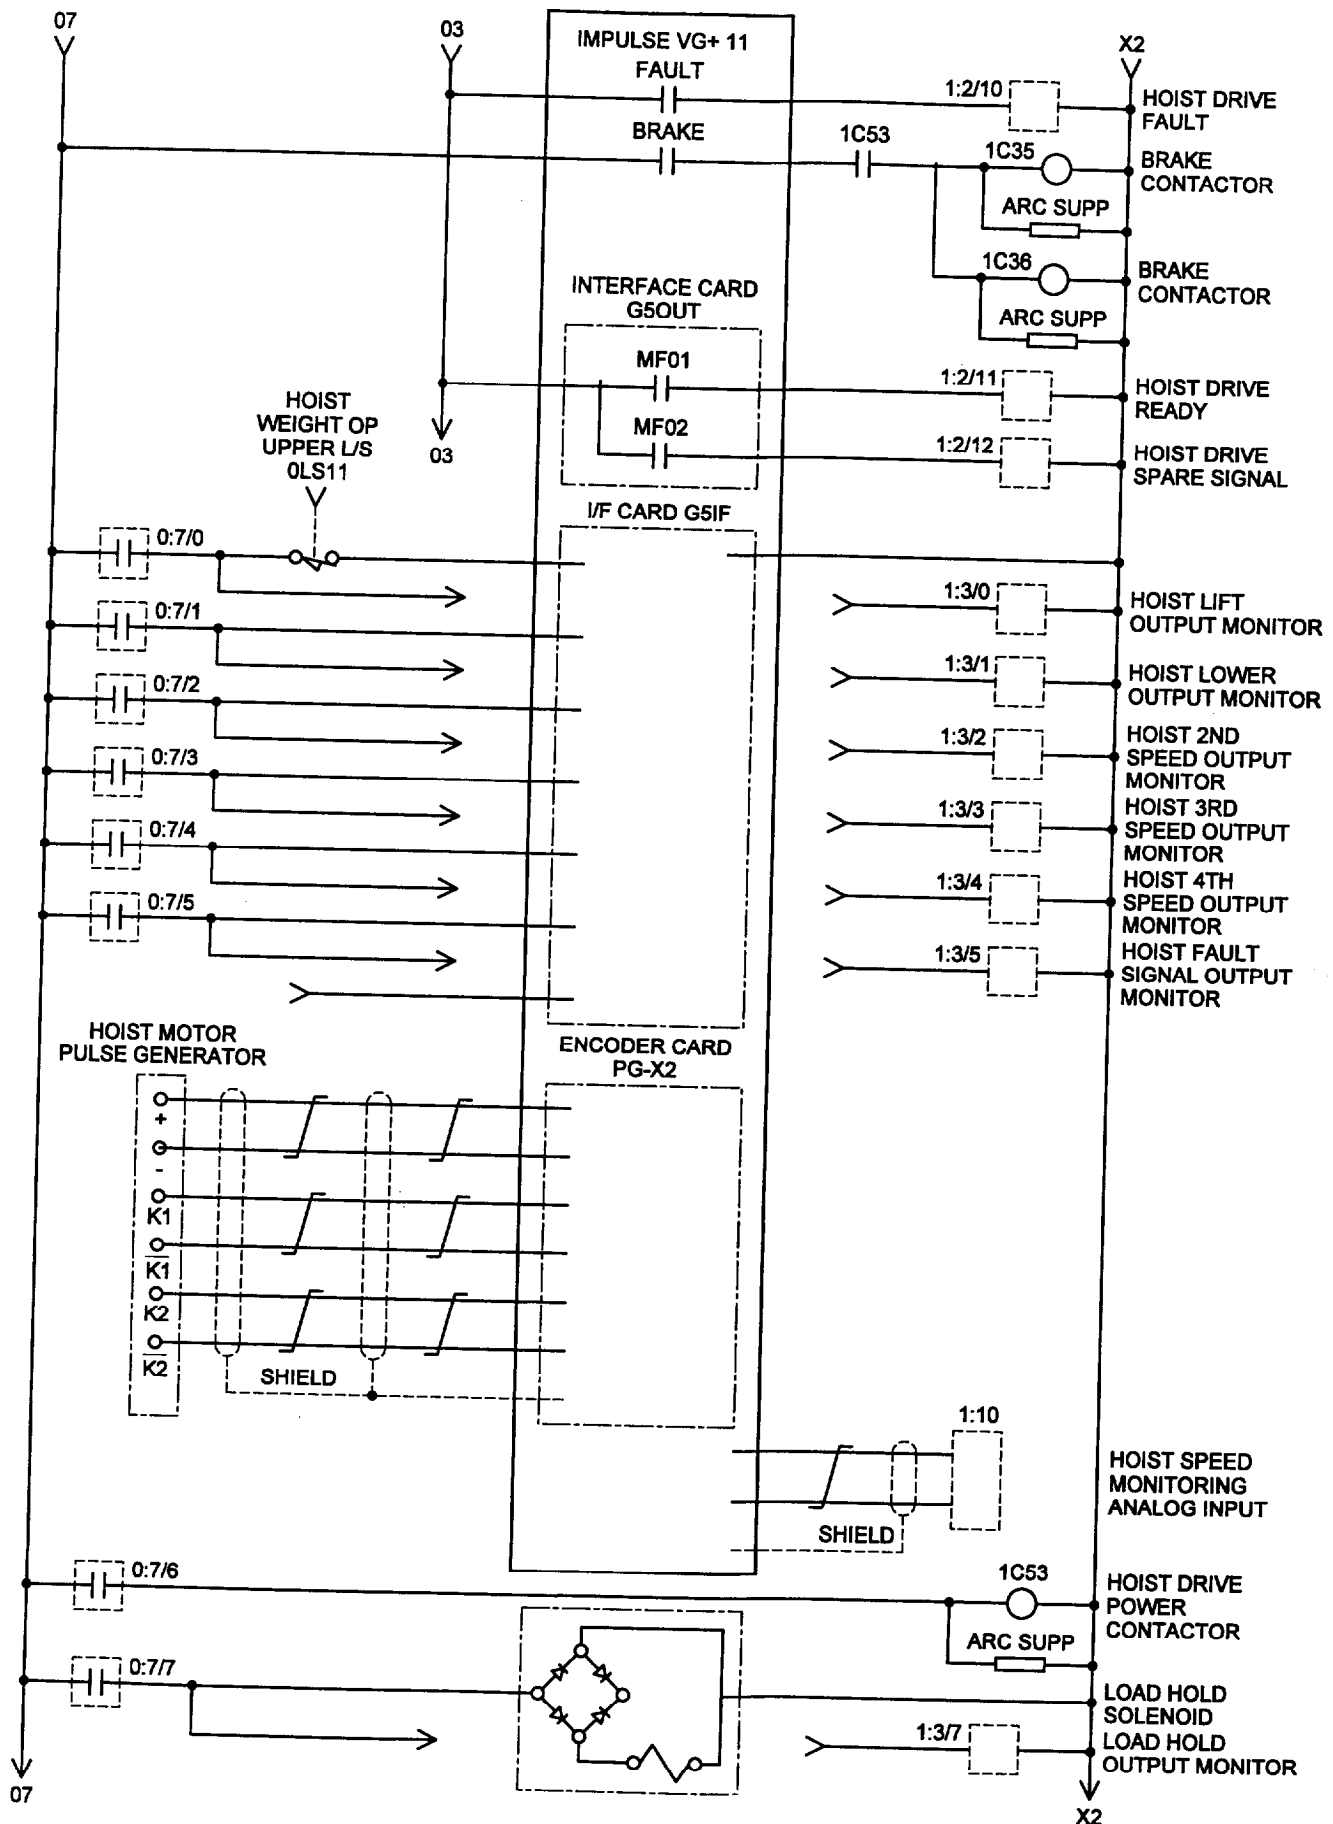 07
03
IMPULSE VG+ 11
FAULT
X2
1:2/10
HOIST DRIVE
FAULT
BRAKE
1C53
1C35
BRAKE
CONTACTOR
ARC SUPP
1C36
BRAKE
CONTACTOR
ARC SUPP
INTERFACE CARD
G5OUT
MF01
1:2/11
HOIST DRIVE
READY
MF02
1:2/12
HOIST DRIVE
SPARE SIGNAL
03
HOIST
WEIGHT OP
UPPER L/S
0LS11
I/F CARD G5IF
0:7/0
1:3/0
HOIST LIFT
OUTPUT MONITOR
0:7/1
1:3/1
HOIST LOWER
OUTPUT MONITOR
0:7/2
1:3/2
HOIST 2ND
SPEED OUTPUT
MONITOR
0:7/3
1:3/3
HOIST 3RD
SPEED OUTPUT
MONITOR
0:7/4
1:3/4
HOIST 4TH
SPEED OUTPUT
MONITOR
0:7/5
1:3/5
HOIST FAULT
SIGNAL OUTPUT
MONITOR
HOIST MOTOR
PULSE GENERATOR
ENCODER CARD
PG-X2
+
-
K1
K̅1̅
K2
K̅2̅
SHIELD
1:10
HOIST SPEED
MONITORING
ANALOG INPUT
SHIELD
0:7/6
1C53
HOIST DRIVE
POWER
CONTACTOR
ARC SUPP
0:7/7
LOAD HOLD
SOLENOID
1:3/7
LOAD HOLD
OUTPUT MONITOR
07
X2